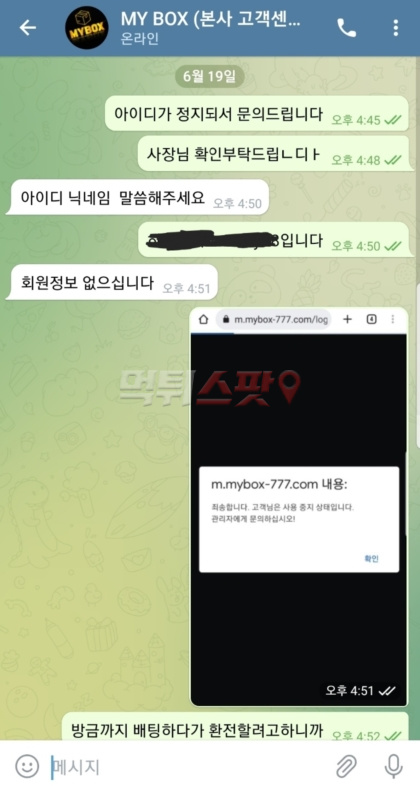 MY BOX (본사 고객센...
온라인
MYBOX
6월 19일
아이디가 정지되서 문의드립니다 오후 4:45
사장님 확인부탁드립ㄴ디ㅏ 오후 4:48
아이디 닉네임 말씀해주세요 오후 4:50
입니다 오후 4:50
회원정보 없으십니다 오후 4:51
m.mybox-777.com/log
먹튀스팟
m.mybox-777.com 내용:
죄송합니다. 고객님은 사용 중지 상태입니다.
관리자에게 문의하십시오!
확인
오후 4:51
방금까지 배팅하다가 환전할려고하니까 오후 4:52
메시지